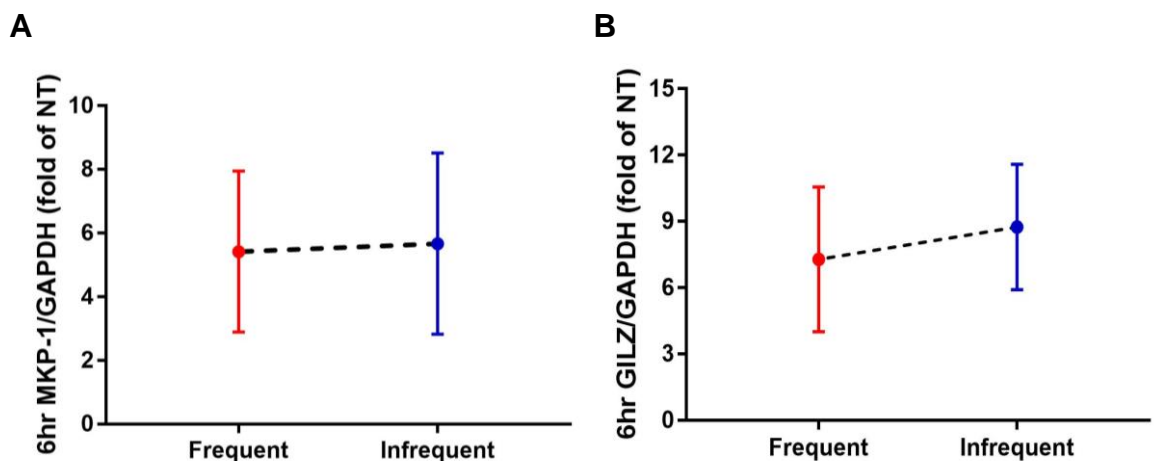 A
6hr MKP-1/GAPDH (fold of NT)
10
8
6
4
2
0
Frequent Infrequent
B
6hr GILZ/GAPDH (fold of NT)
15
12
9
6
3
0
Frequent Infrequent